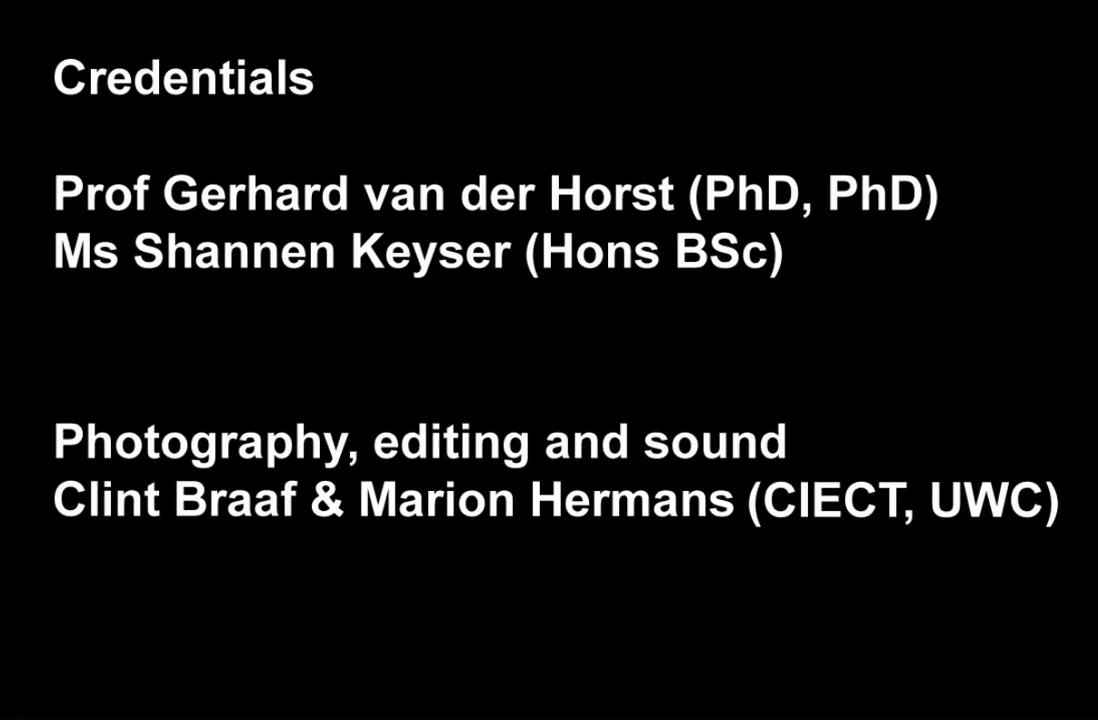 Credentials
Prof Gerhard van der Horst (PhD, PhD)
Ms Shannen Keyser (Hons BSc)
Photography, editing and sound
Clint Braaf & Marion Hermans (CIECT, UWC)